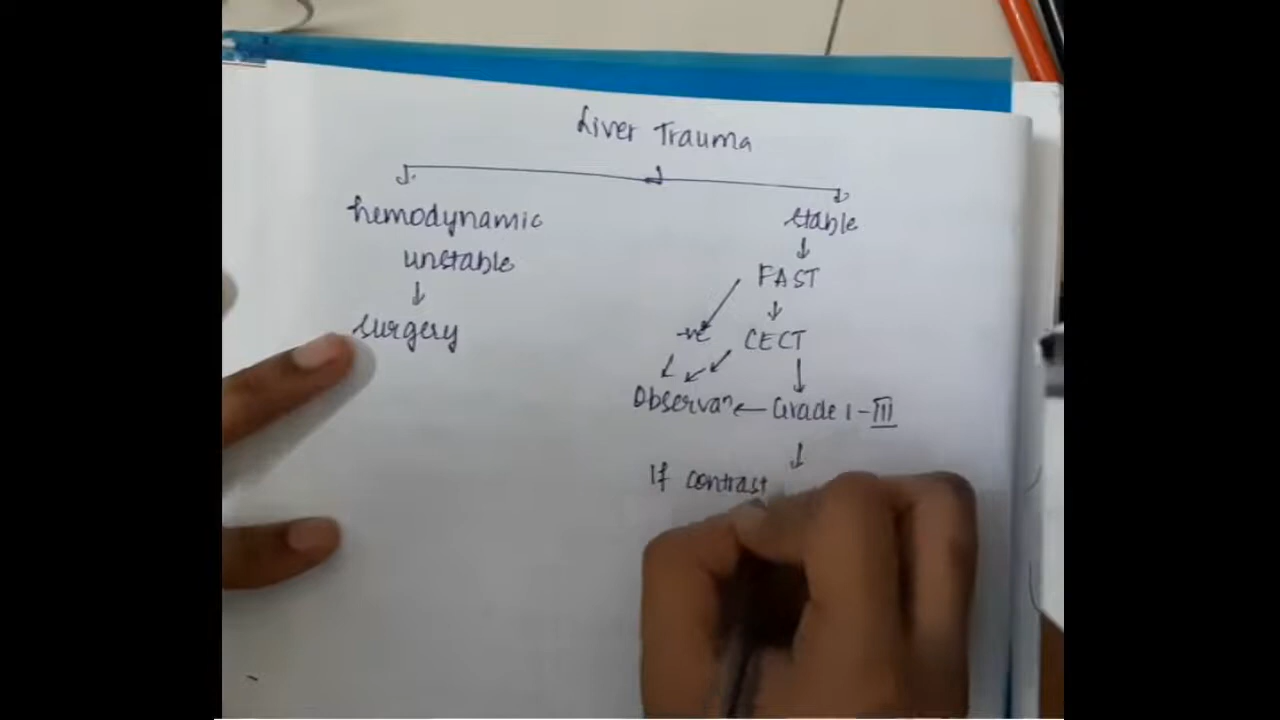 Liver Trauma
hemodynamic
unstable
surgery
stable
FAST
-ve
CECT
Observaⁿ ← Grade I - III
If contrast